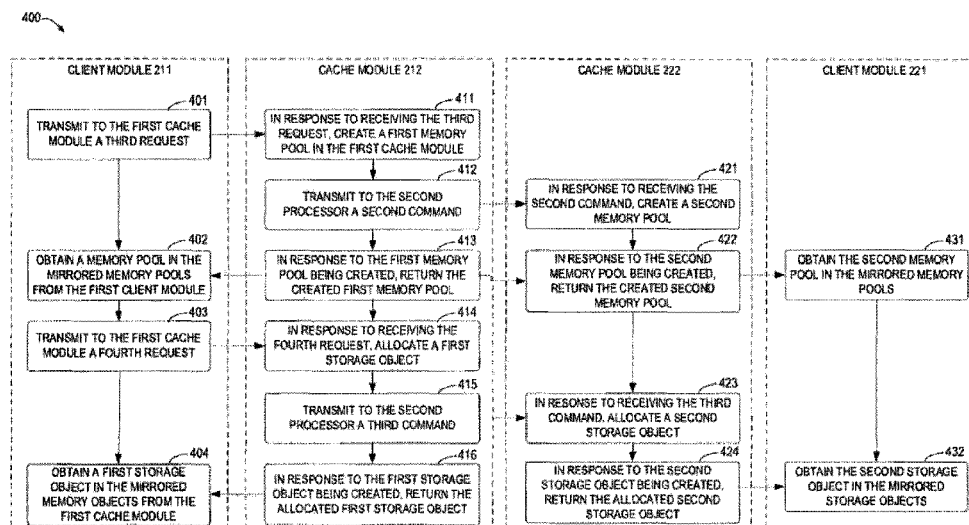 400
CLIENT MODULE 211
401
TRANSMIT TO THE FIRST CACHE
MODULE A THIRD REQUEST
402
OBTAIN A MEMORY POOL IN THE
MIRRORED MEMORY POOLS
FROM THE FIRST CLIENT MODULE
403
TRANSMIT TO THE FIRST CACHE
MODULE A FOURTH REQUEST
404
OBTAIN A FIRST STORAGE
OBJECT IN THE MIRRORED
MEMORY OBJECTS FROM THE
FIRST CACHE MODULE
CACHE MODULE 212
411
IN RESPONSE TO RECEIVING THE THIRD
REQUEST, CREATE A FIRST MEMORY
POOL IN THE FIRST CACHE MODULE
412
TRANSMIT TO THE SECOND
PROCESSOR A SECOND COMMAND
413
IN RESPONSE TO THE FIRST MEMORY
POOL BEING CREATED, RETURN THE
CREATED FIRST MEMORY POOL
414
IN RESPONSE TO RECEIVING THE
FOURTH REQUEST, ALLOCATE A FIRST
STORAGE OBJECT
415
TRANSMIT TO THE SECOND
PROCESSOR A THIRD COMMAND
416
IN RESPONSE TO THE FIRST STORAGE
OBJECT BEING CREATED, RETURN THE
ALLOCATED FIRST STORAGE OBJECT
CACHE MODULE 222
421
IN RESPONSE TO RECEIVING THE
SECOND COMMAND, CREATE A SECOND
MEMORY POOL
422
IN RESPONSE TO THE SECOND
MEMORY POOL BEING CREATED,
RETURN THE CREATED SECOND
MEMORY POOL
423
IN RESONSE TO RECEIVING THE THIRD
COMMAND, ALLOCATE A SECOND
STORAGE OBJECT
424
IN RESPONSE TO THE SECOND
STORAGE OBJECT BEING CREATED,
RETURN THE ALLOCATED SECOND
STORAGE OBJECT
CLIENT MODULE 221
431
OBTAIN THE SECOND MEMORY
POOL IN THE MIRRORED MEMORY
POOLS
432
OBTAIN THE SECOND STORAGE
OBJECT IN THE MIRRORED
STORAGE OBJECTS